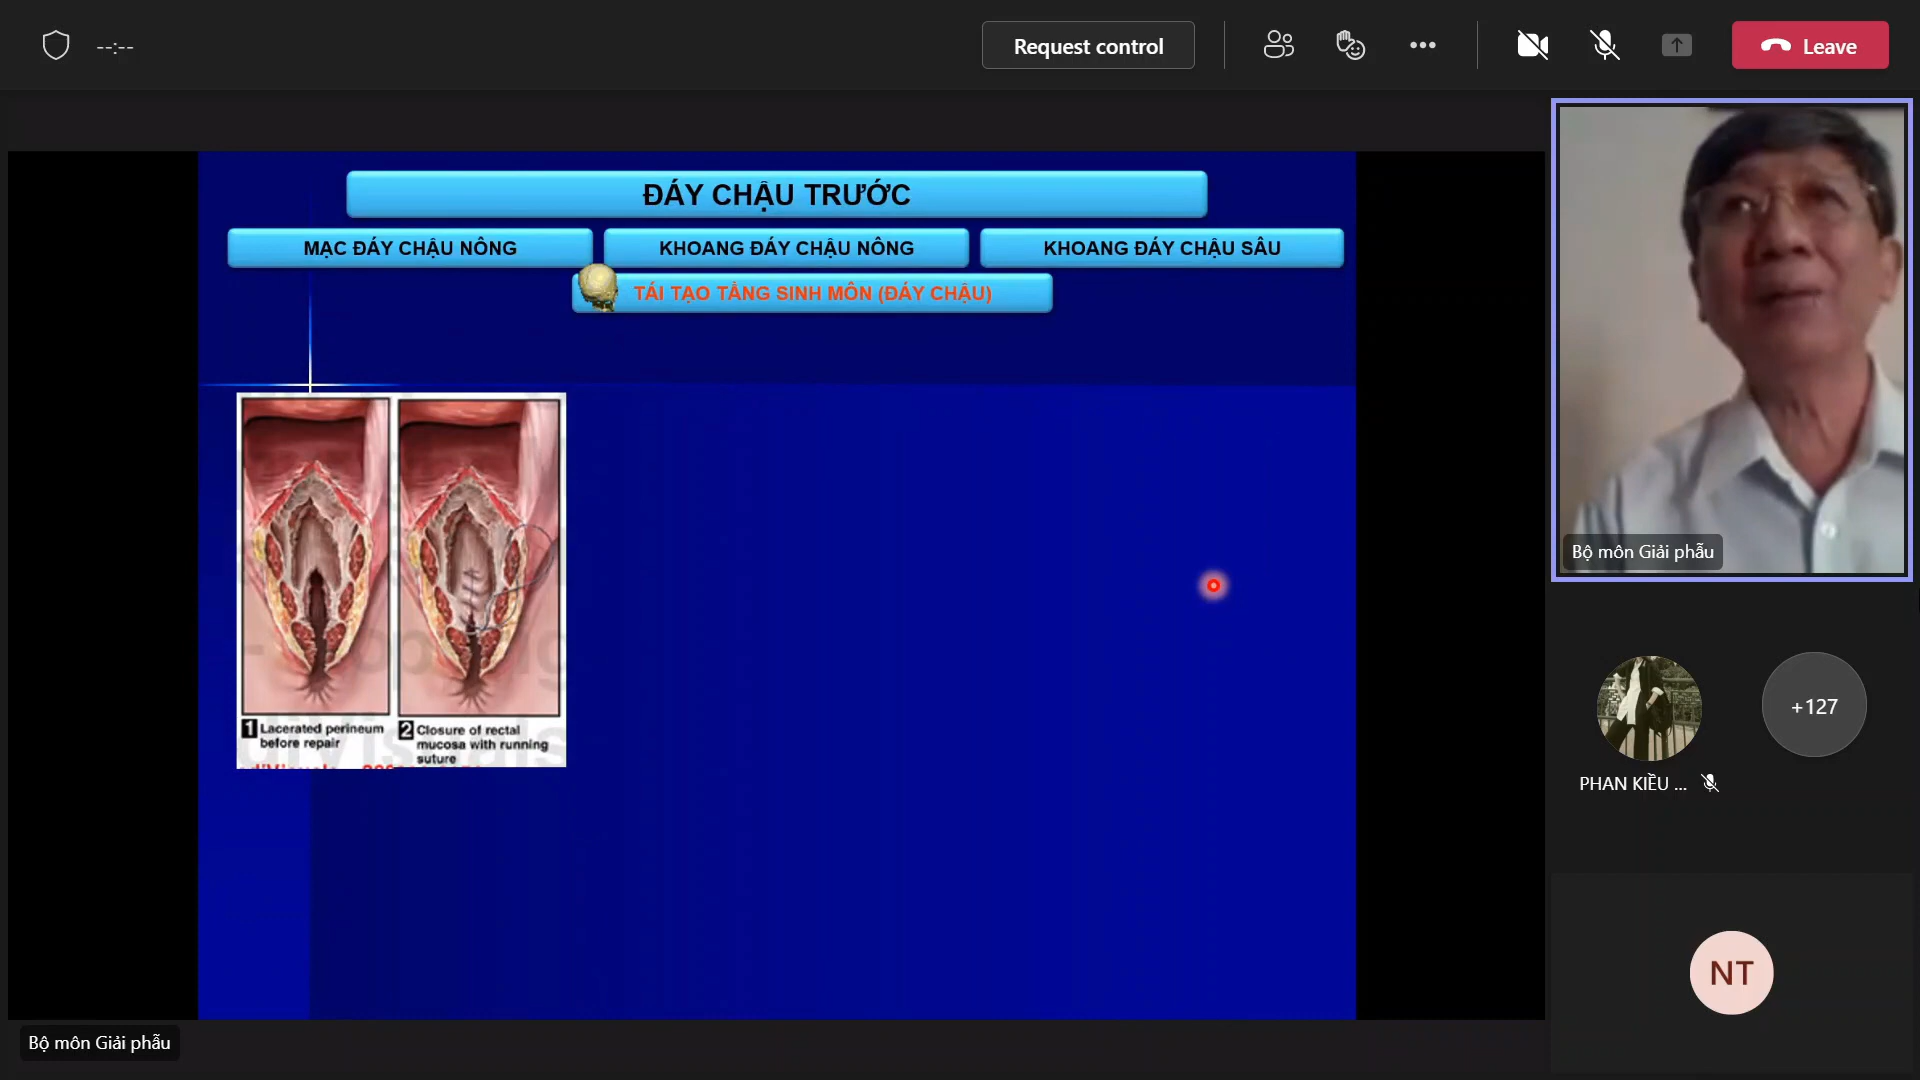 --:--
Request control
Leave
ĐÁY CHẬU TRƯỚC
MẠC ĐÁY CHẬU NÔNG
KHOANG ĐÁY CHẬU NÔNG
KHOANG ĐÁY CHẬU SÂU
TÁI TẠO TẦNG SINH MÔN (ĐÁY CHẬU)
1 Lacerated perineum
before repair
2 Closure of rectal
mucosa with running
suture
Bộ môn Giải phẫu
PHAN KIỀU ...
+127
NT
Bộ môn Giải phẫu